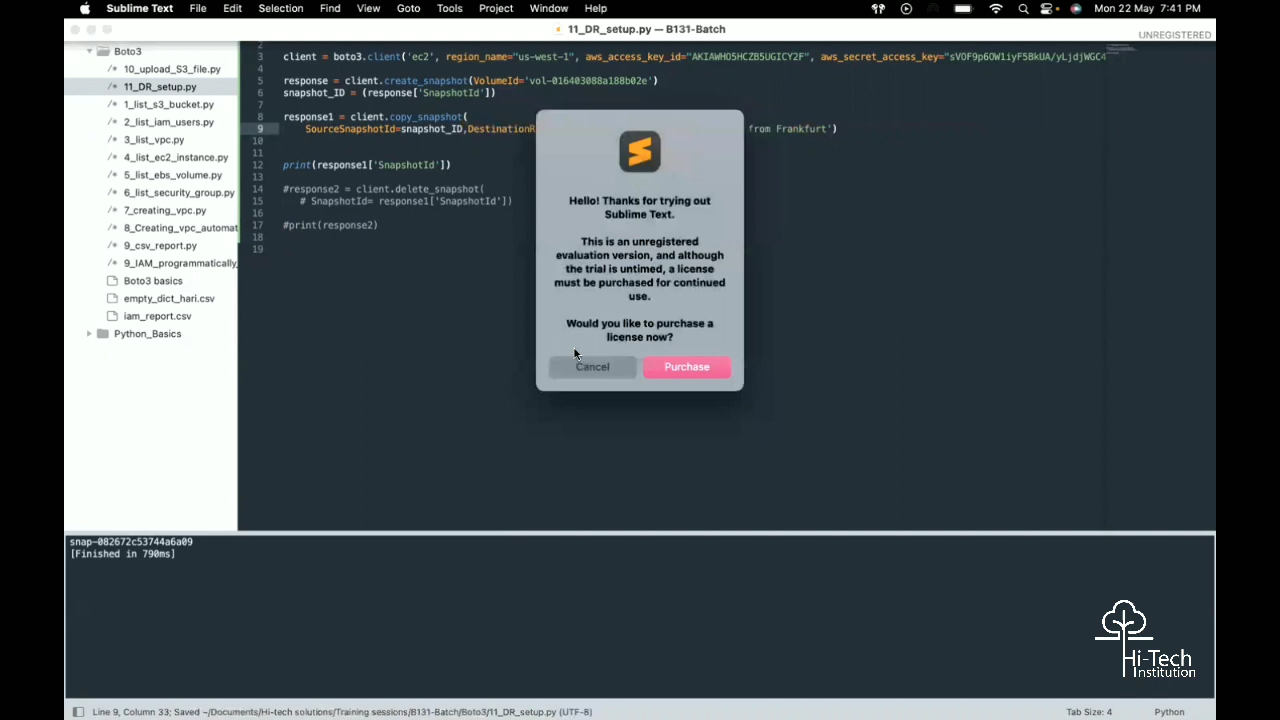 Sublime Text File Edit Selection Find View Goto Tools Project Window Help Mon 22 May 7:41 PM
11_DR_setup.py — B131-Batch
UNREGISTERED
Boto3
10_upload_S3_file.py
11_DR_setup.py
1_list_s3_bucket.py
2_list_iam_users.py
3_list_vpc.py
4_list_ec2_instance.py
5_list_ebs_volume.py
6_list_security_group.py
7_creating_vpc.py
8_Creating_vpc_automat
9_csv_report.py
9_IAM_programmatically_
Boto3 basics
empty_dict_hari.csv
iam_report.csv
Python_Basics
2
3 client = boto3.client('ec2', region_name="us-west-1", aws_access_key_id= aws_secret_access_key=
4
5 response = client.create_snapshot(VolumeId='vol-016403088a188b02e')
6 snapshot_ID = (response['SnapshotId'])
7
8 response1 = client.copy_snapshot(
9 SourceSnapshotId=snapshot_ID,DestinationR from Frankfurt')
10
11
12 print(response1['SnapshotId'])
13
14 #response2 = client.delete_snapshot(
15 # SnapshotId= response1['SnapshotId'])
16
17 #print(response2)
18
19
Hello! Thanks for trying out
Sublime Text.
This is an unregistered
evaluation version, and although
the trial is untimed, a license
must be purchased for continued
use.
Would you like to purchase a
license now?
Cancel Purchase
snap-082672c53744a6a09
[Finished in 790ms]
Hi-Tech
Institution
Line 9, Column 33; Saved ~/Documents/Hi-tech solutions/Training sessions/B131-Batch/Boto3/11_DR_setup.py (UTF-8) Tab Size: 4 Python